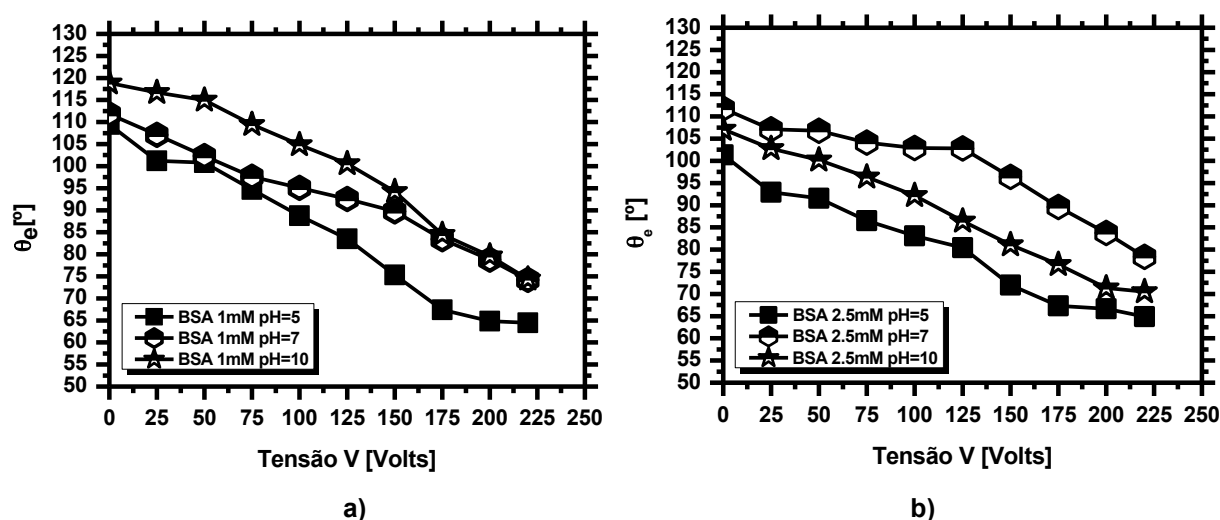 130
125
120
115
110
105
100
95
90
85
80
75
70
65
60
55
50
θe[º]
BSA 1mM pH=5
BSA 1mM pH=7
BSA 1mM pH=10
0 25 50 75 100 125 150 175 200 225 250
Tensão V [Volts]
a)
130
125
120
115
110
105
100
95
90
85
80
75
70
65
60
55
50
θe [º]
BSA 2.5mM pH=5
BSA 2.5mM pH=7
BSA 2.5mM pH=10
0 25 50 75 100 125 150 175 200 225 250
Tensão V [Volts]
b)